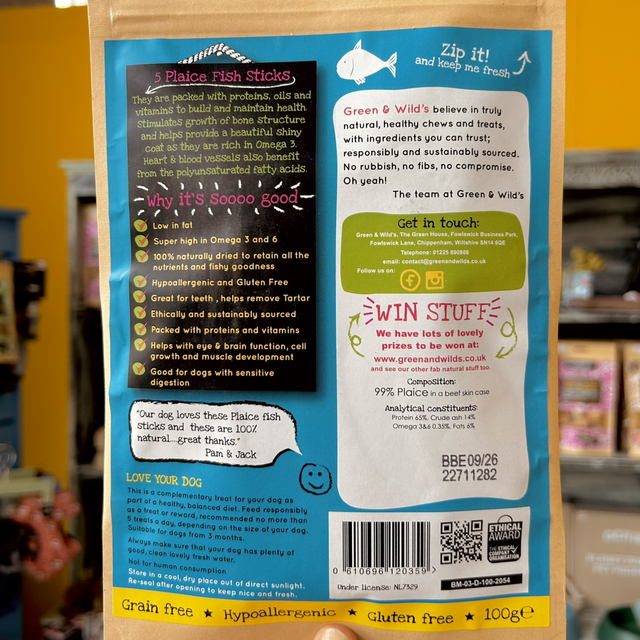 Zip it!
and keep me fresh
5 Plaice Fish Sticks
They are packed with proteins, oils and
vitamins to build and maintain health.
Stimulates growth of bone structure
and helps provide a beautiful shiny
coat as they are rich in Omega 3.
Heart & blood vessels also benefit
from the polyunsaturated fatty acids.
Why it's soooo good
Low in fat
Super high in Omega 3 and 6
100% naturally dried to retain all the
nutrients and fishy goodness
Hypoallergenic and Gluten Free
Great for teeth , helps remove Tartar
Ethically and sustainably sourced
Packed with proteins and vitamins
Helps with eye & brain function, cell
growth and muscle development
Good for dogs with sensitive
digestion
"Our dog loves these Plaice fish
sticks and these are 100%
natural....great thanks."
Pam & Jack
LOVE YOUR DOG
This is a complementary treat for your dog as
part of a healthy, balanced diet. Feed responsibly
as a treat or reward, recommended no more than
5 treats a day, depending on the size of your dog.
Suitable for dogs from 3 months.
Always make sure that your dog has plenty of
good, clean lovely fresh water.
Not for human consumption
Store in a cool, dry place out of direct sunlight.
Re-seal after opening to keep nice and fresh.
Green & Wild's believe in truly
natural, healthy chews and treats,
with ingredients you can trust;
responsibly and sustainably sourced.
No rubbish, no fibs, no compromise.
Oh yeah!
The team at Green & Wild's
Get in touch:
Green & Wild's, The Green House, Fowlswick Business Park,
Fowlswick Lane, Chippenham, Wiltshire SN14 9QE
Telephone: 01225 890909
email: contact@greenandwilds.co.uk
Follow us on:
WIN STUFF
We have lots of lovely
prizes to be won at:
www.greenandwilds.co.uk
and see our other fab natural stuff too.
Composition:
99% Plaice in a beef skin case
Analytical constituents:
Protein 65%, Crude ash 14%
Omega 3&6 0.35%, Fats 6%
BBE09/26
22711282
0 610696 120359 >
Under license: NL7329
ETHICAL
AWARD
THE ETHICAL
COMPANY
ORGANISATION
BM-03-D-100-2054
Grain free ★ Hypoallergenic ★ Gluten free ★ 100g℮